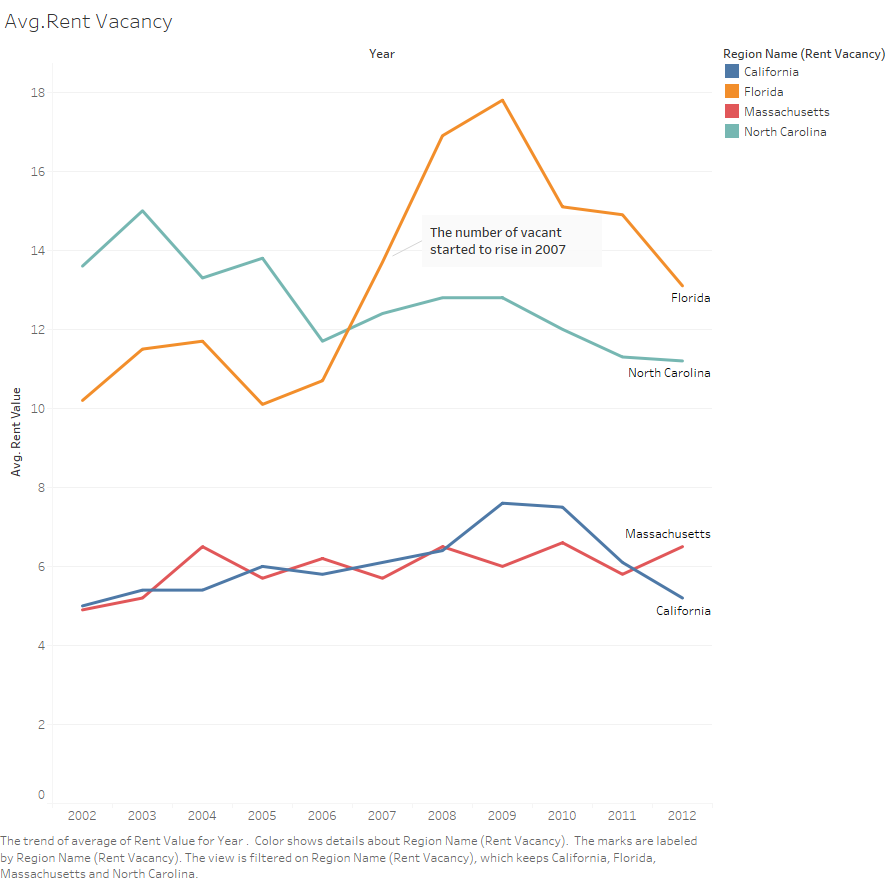 Avg.Rent Vacancy
Year
Region Name (Rent Vacancy)
California
Florida
Massachusetts
North Carolina
18
16
14
12
10
8
6
4
2
0
Avg. Rent Value
The number of vacant
started to rise in 2007
Florida
North Carolina
Massachusetts
California
2002 2003 2004 2005 2006 2007 2008 2009 2010 2011 2012
The trend of average of Rent Value for Year .  Color shows details about Region Name (Rent Vacancy).  The marks are labeled
by Region Name (Rent Vacancy). The view is filtered on Region Name (Rent Vacancy), which keeps California, Florida,
Massachusetts and North Carolina.